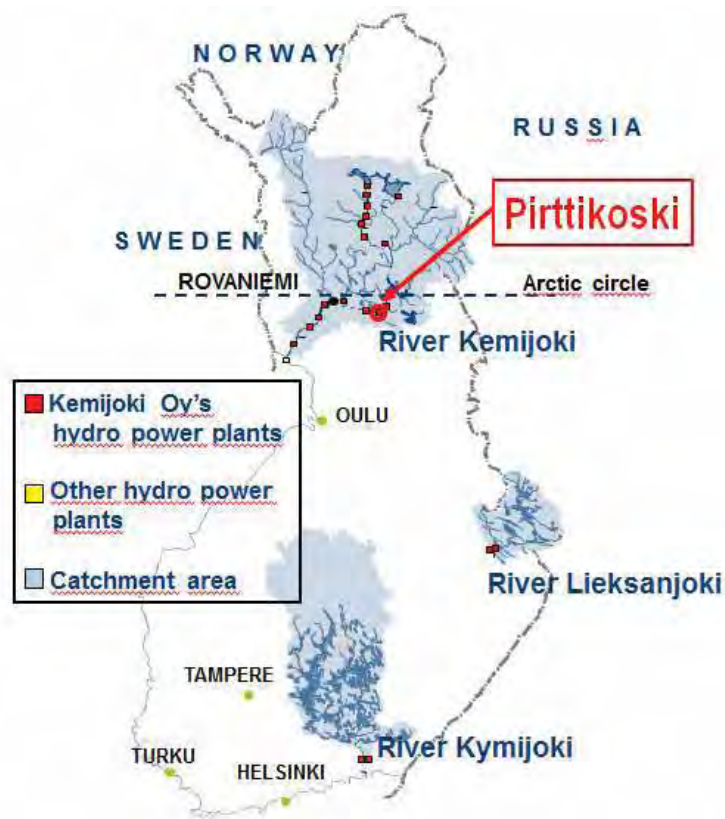 NORWAY
RUSSIA
Pirttikoski
SWEDEN
ROVANIEMI
Arctic circle
River Kemijoki
Kemijoki Oy's
hydro power plants
OULU
Other hydro power
plants
Catchment area
River Lieksanjoki
TAMPERE
River Kymijoki
TURKU
HELSINKI